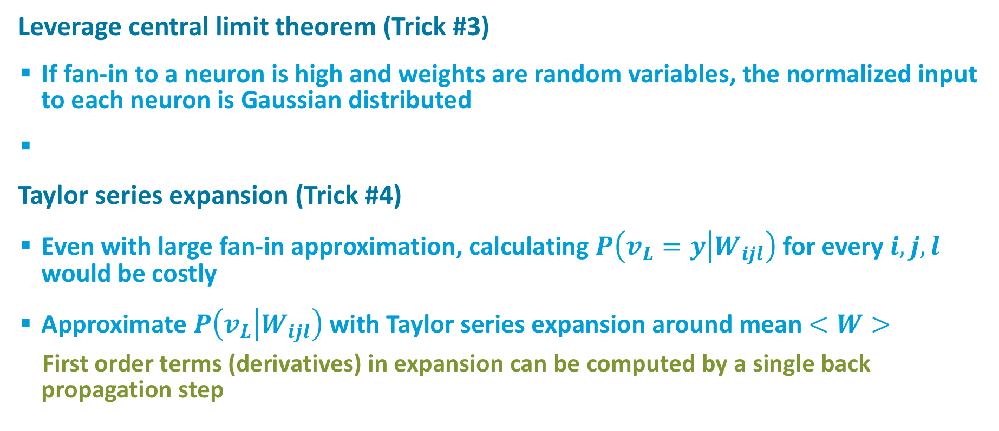 Leverage central limit theorem (Trick #3)
▪ If fan-in to a neuron is high and weights are random variables, the normalized input
to each neuron is Gaussian distributed
▪
Taylor series expansion (Trick #4)
▪ Even with large fan-in approximation, calculating P(v_L = y|W_{ijl}) for every i, j, l
would be costly
▪ Approximate P(v_L|W_{ijl}) with Taylor series expansion around mean < W >
First order terms (derivatives) in expansion can be computed by a single back
propagation step